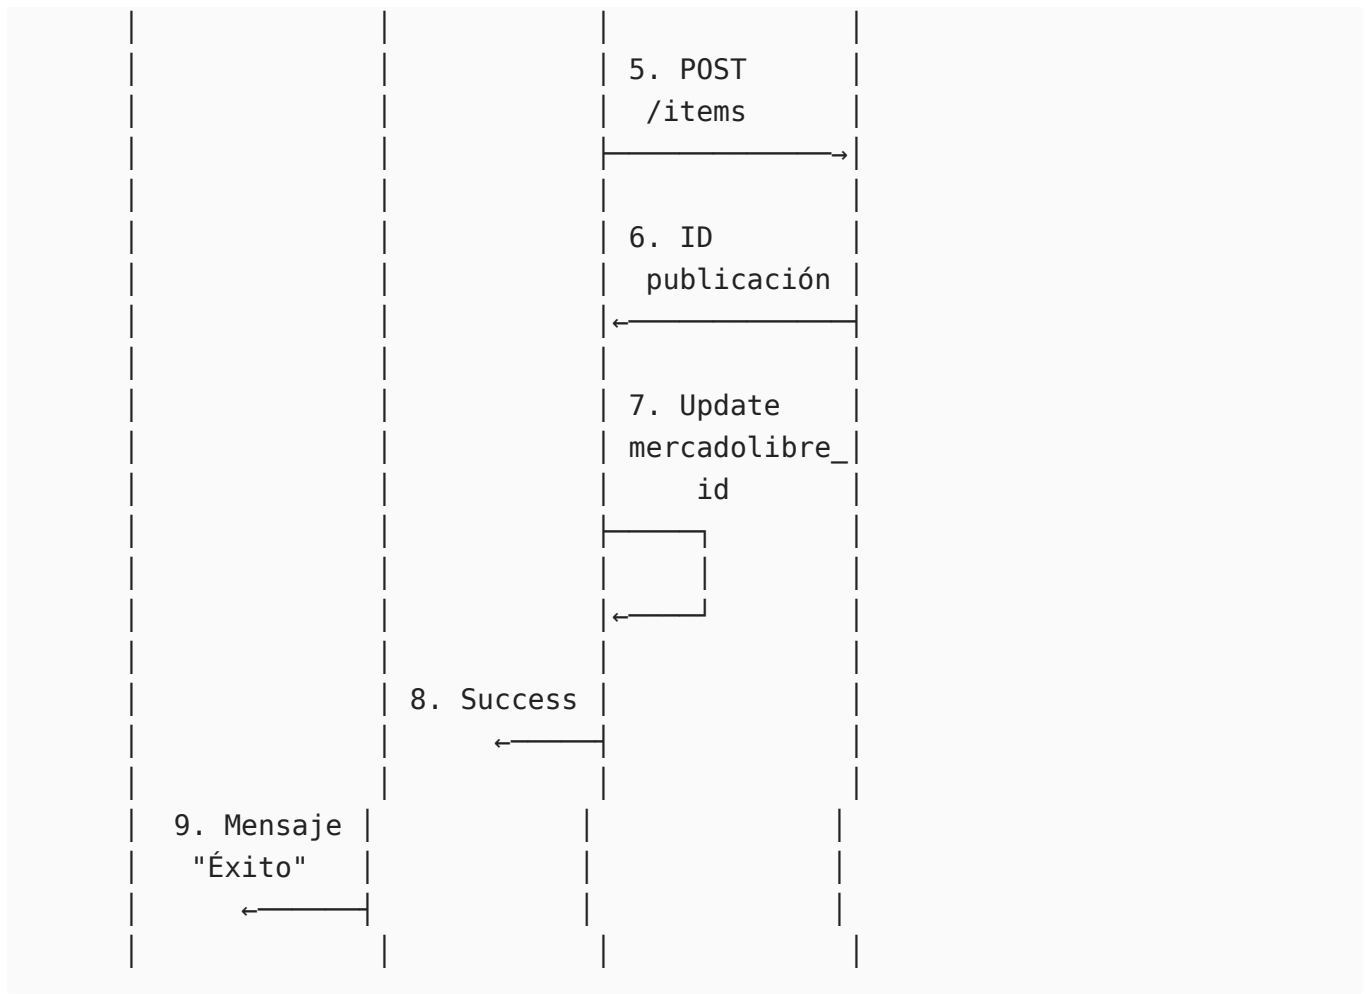 5. POST
/items
6. ID
publicación
7. Update
mercadolibre_
id
8. Success
9. Mensaje
"Éxito"